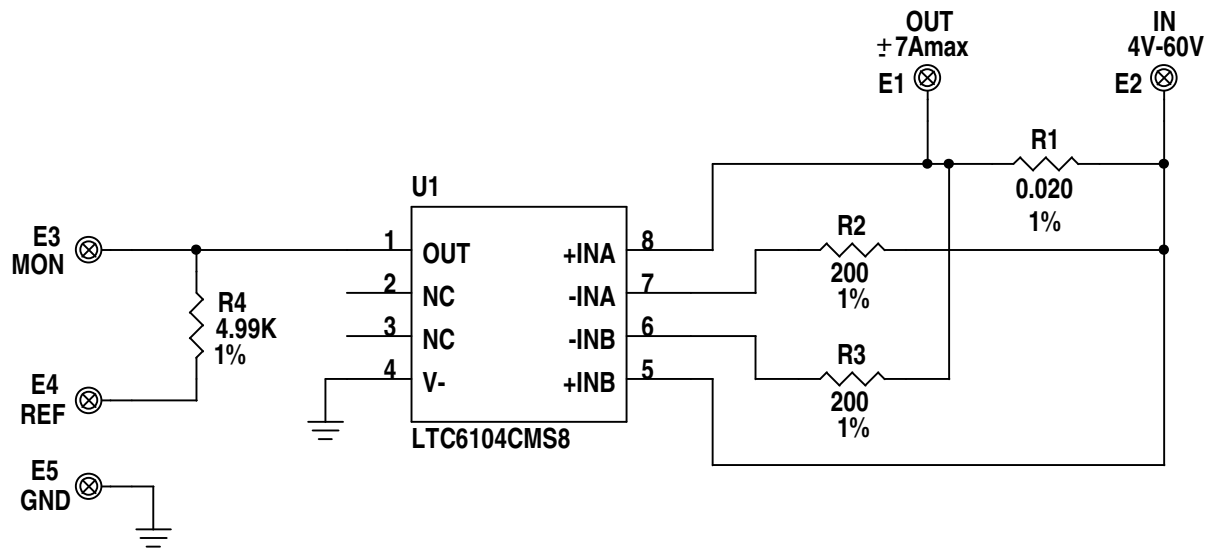 OUT
±7Amax
E1
IN
4V-60V
E2
R1
0.020
1%
U1
E3
MON
1
OUT
+INA
8
R2
200
1%
2
NC
-INA
7
R4
4.99K
1%
3
NC
-INB
6
R3
200
1%
4
V-
+INB
5
E4
REF
LTC6104CMS8
E5
GND